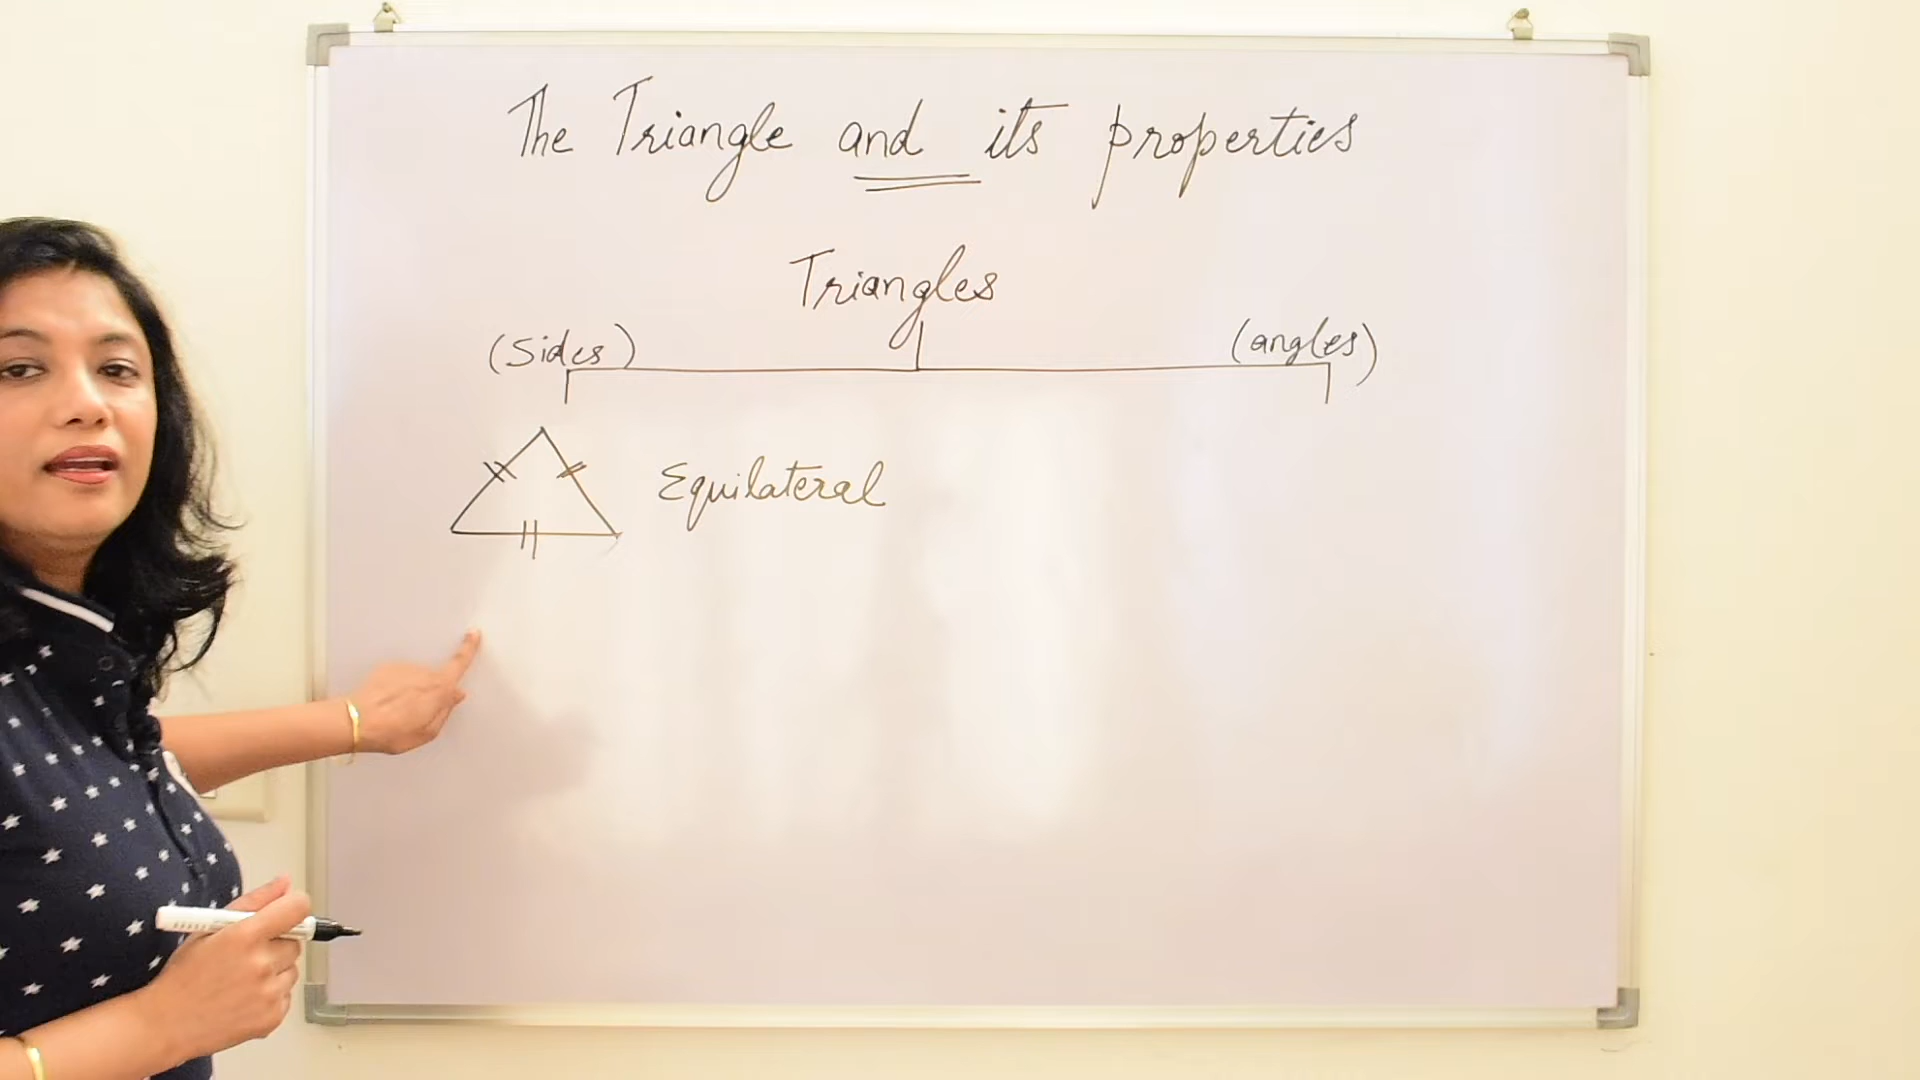 The Triangle and its properties
Triangles
(Sides) (angles)
Equilateral